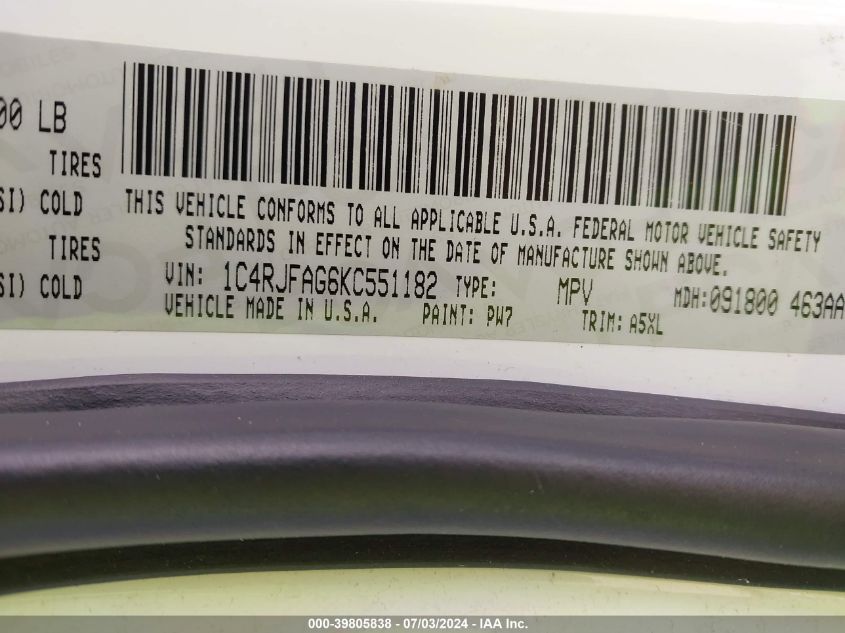 00 LB
TIRES
SI) COLD
TIRES
SI) COLD
THIS VEHICLE CONFORMS TO ALL APPLICABLE U.S.A. FEDERAL MOTOR VEHICLE SAFETY
STANDARDS IN EFFECT ON THE DATE OF MANUFACTURE SHOWN ABOVE.
VIN: 1C4RJFAG6KC551182 TYPE: MPV MDH:091800 463AA
VEHICLE MADE IN U.S.A. PAINT: PW7 TRIM: A5XL
000-39805838 - 07/03/2024 - IAA Inc.